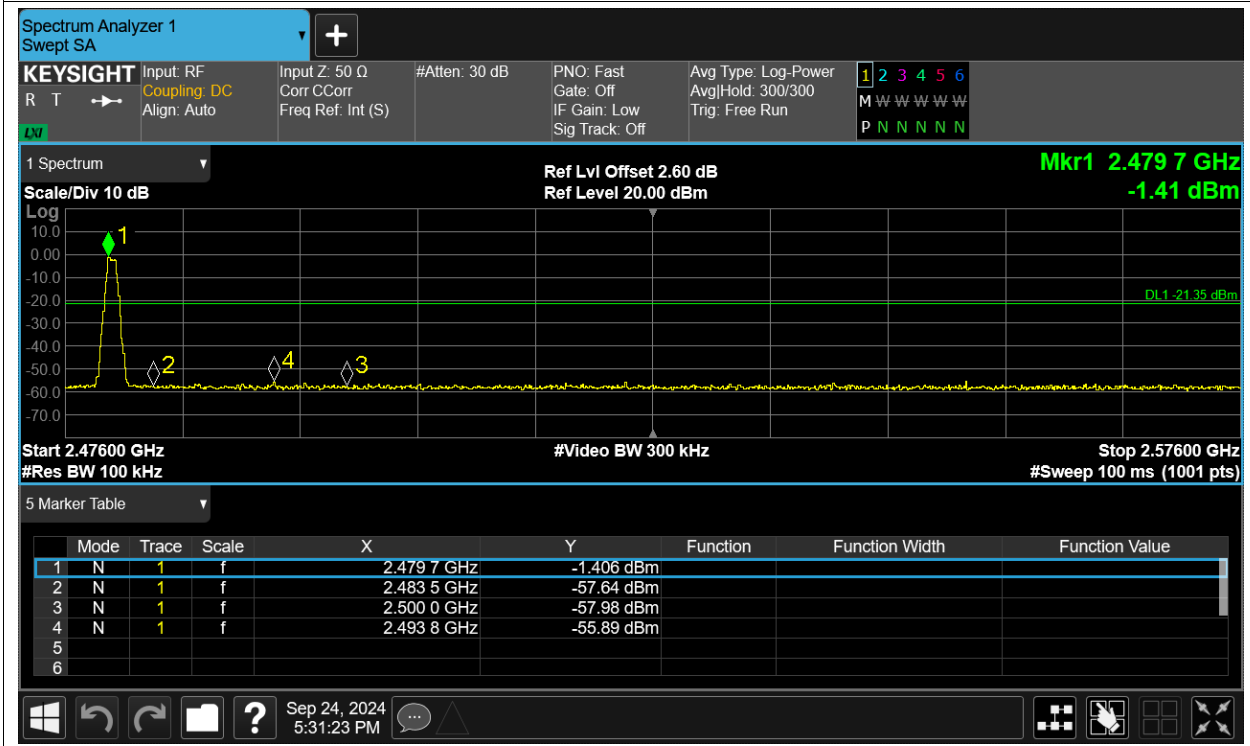 Spectrum Analyzer 1
Swept SA
+
KEYSIGHT
R T
LXI
Input: RF
Coupling: DC
Align: Auto
Input Z: 50 Ω
Corr CCorr
Freq Ref: Int (S)
#Atten: 30 dB
PNO: Fast
Gate: Off
IF Gain: Low
Sig Track: Off
Avg Type: Log-Power
Avg|Hold: 300/300
Trig: Free Run
1 2 3 4 5 6
M W W W W W
P N N N N N
1 Spectrum
Scale/Div 10 dB
Ref Lvl Offset 2.60 dB
Ref Level 20.00 dBm
Mkr1 2.479 7 GHz
-1.41 dBm
Log
10.0
0.00
-10.0
-20.0
-30.0
-40.0
-50.0
-60.0
-70.0
1
2
4
3
DL1 -21.35 dBm
Start 2.47600 GHz
#Res BW 100 kHz
#Video BW 300 kHz
Stop 2.57600 GHz
#Sweep 100 ms (1001 pts)
5 Marker Table
Mode Trace Scale X Y Function Function Width Function Value
1 N 1 f 2.479 7 GHz -1.406 dBm
2 N 1 f 2.483 5 GHz -57.64 dBm
3 N 1 f 2.500 0 GHz -57.98 dBm
4 N 1 f 2.493 8 GHz -55.89 dBm
5
6
?
Sep 24, 2024
5:31:23 PM